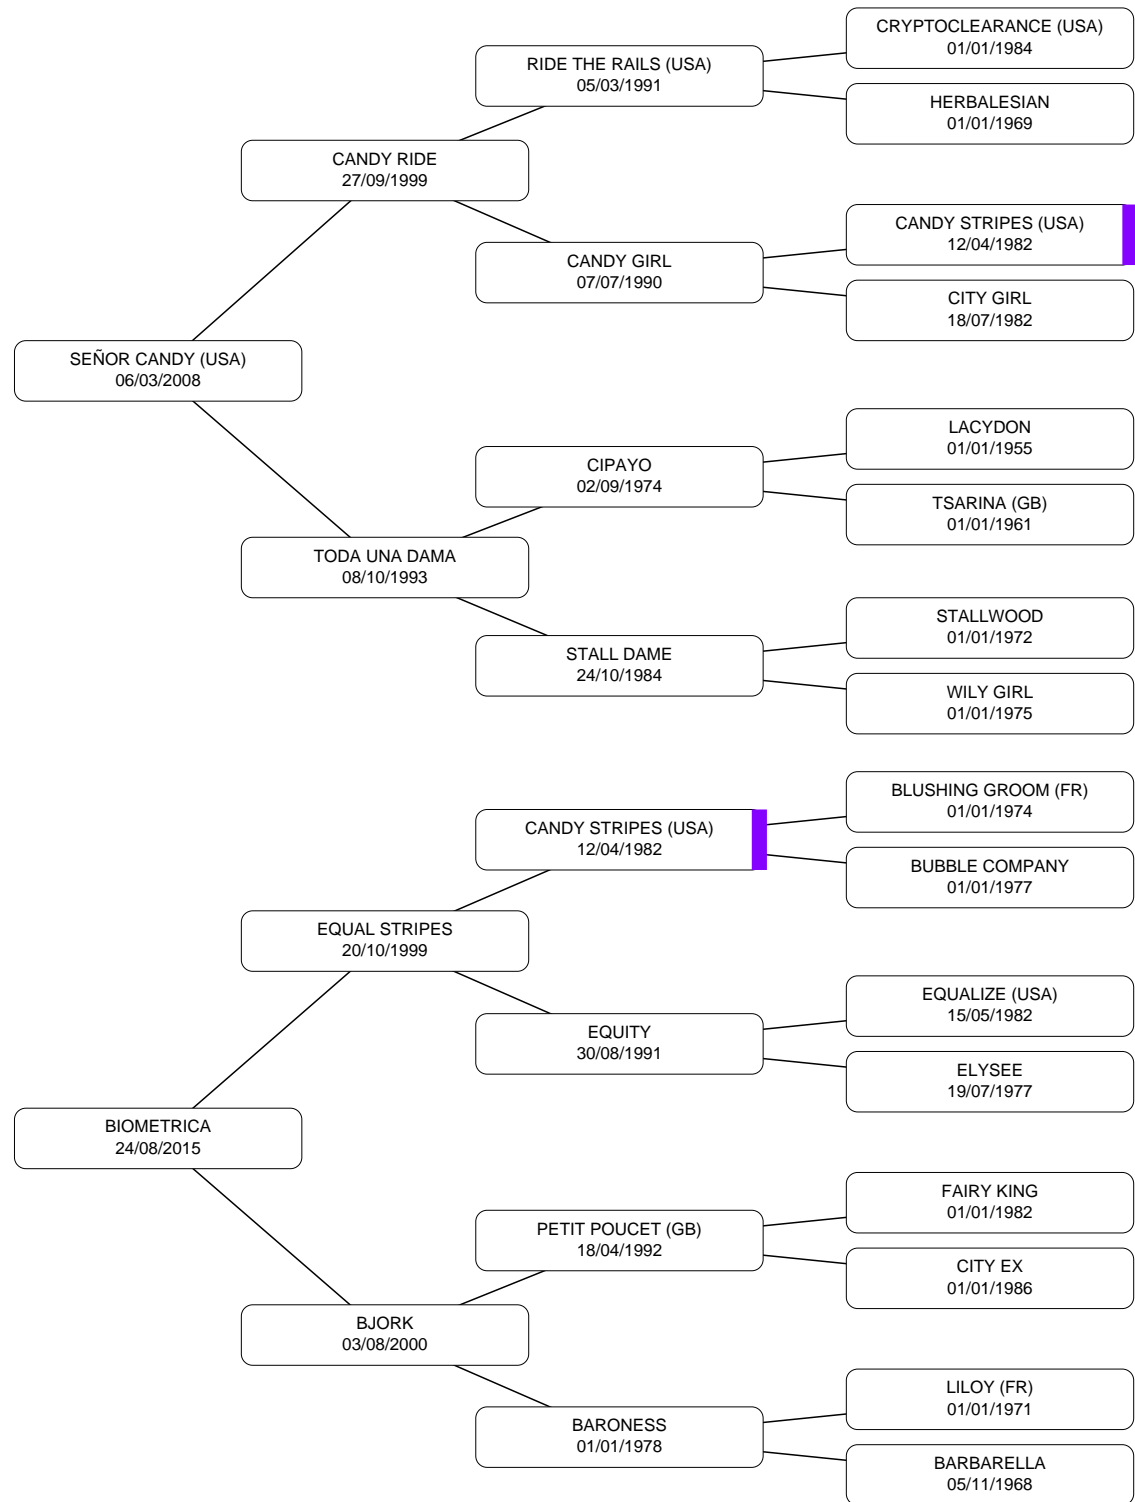 CRYPTOCLEARANCE (USA)
01/01/1984
RIDE THE RAILS (USA)
05/03/1991
HERBALESIAN
01/01/1969
CANDY RIDE
27/09/1999
CANDY STRIPES (USA)
12/04/1982
CANDY GIRL
07/07/1990
CITY GIRL
18/07/1982
SEÑOR CANDY (USA)
06/03/2008
LACYDON
01/01/1955
CIPAYO
02/09/1974
TSARINA (GB)
01/01/1961
TODA UNA DAMA
08/10/1993
STALLWOOD
01/01/1972
STALL DAME
24/10/1984
WILY GIRL
01/01/1975
BLUSHING GROOM (FR)
01/01/1974
CANDY STRIPES (USA)
12/04/1982
BUBBLE COMPANY
01/01/1977
EQUAL STRIPES
20/10/1999
EQUALIZE (USA)
15/05/1982
EQUITY
30/08/1991
ELYSEE
19/07/1977
BIOMETRICA
24/08/2015
FAIRY KING
01/01/1982
PETIT POUCET (GB)
18/04/1992
CITY EX
01/01/1986
BJORK
03/08/2000
LILOY (FR)
01/01/1971
BARONESS
01/01/1978
BARBARELLA
05/11/1968